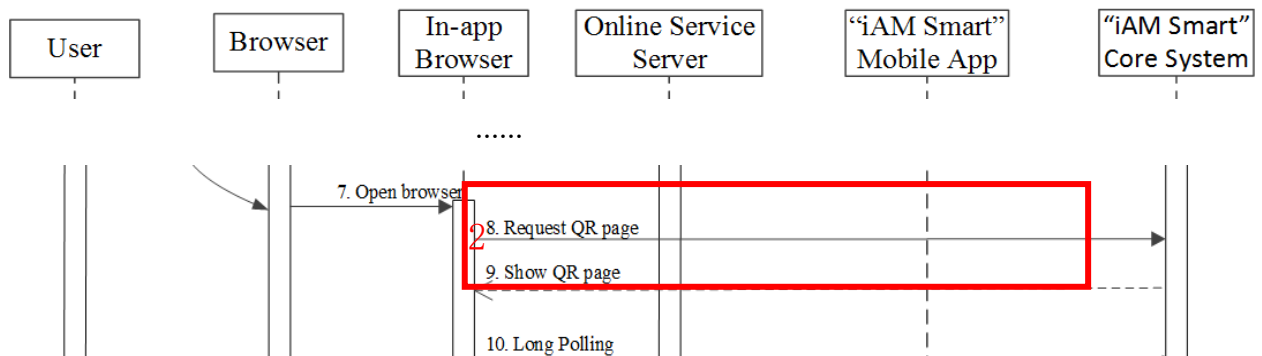 User
Browser
In-app
Browser
Online Service
Server
“iAM Smart”
Mobile App
“iAM Smart”
Core System
......
7. Open browser
2
8. Request QR page
9. Show QR page
10. Long Polling